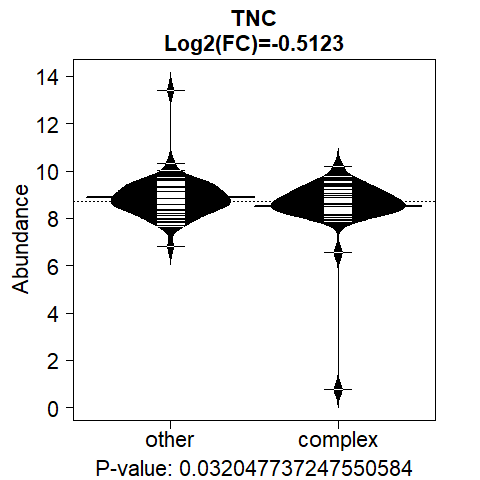 TNC
Log2(FC)=-0.5123
Abundance
14
12
10
8
6
4
2
0
other complex
P-value: 0.032047737247550584